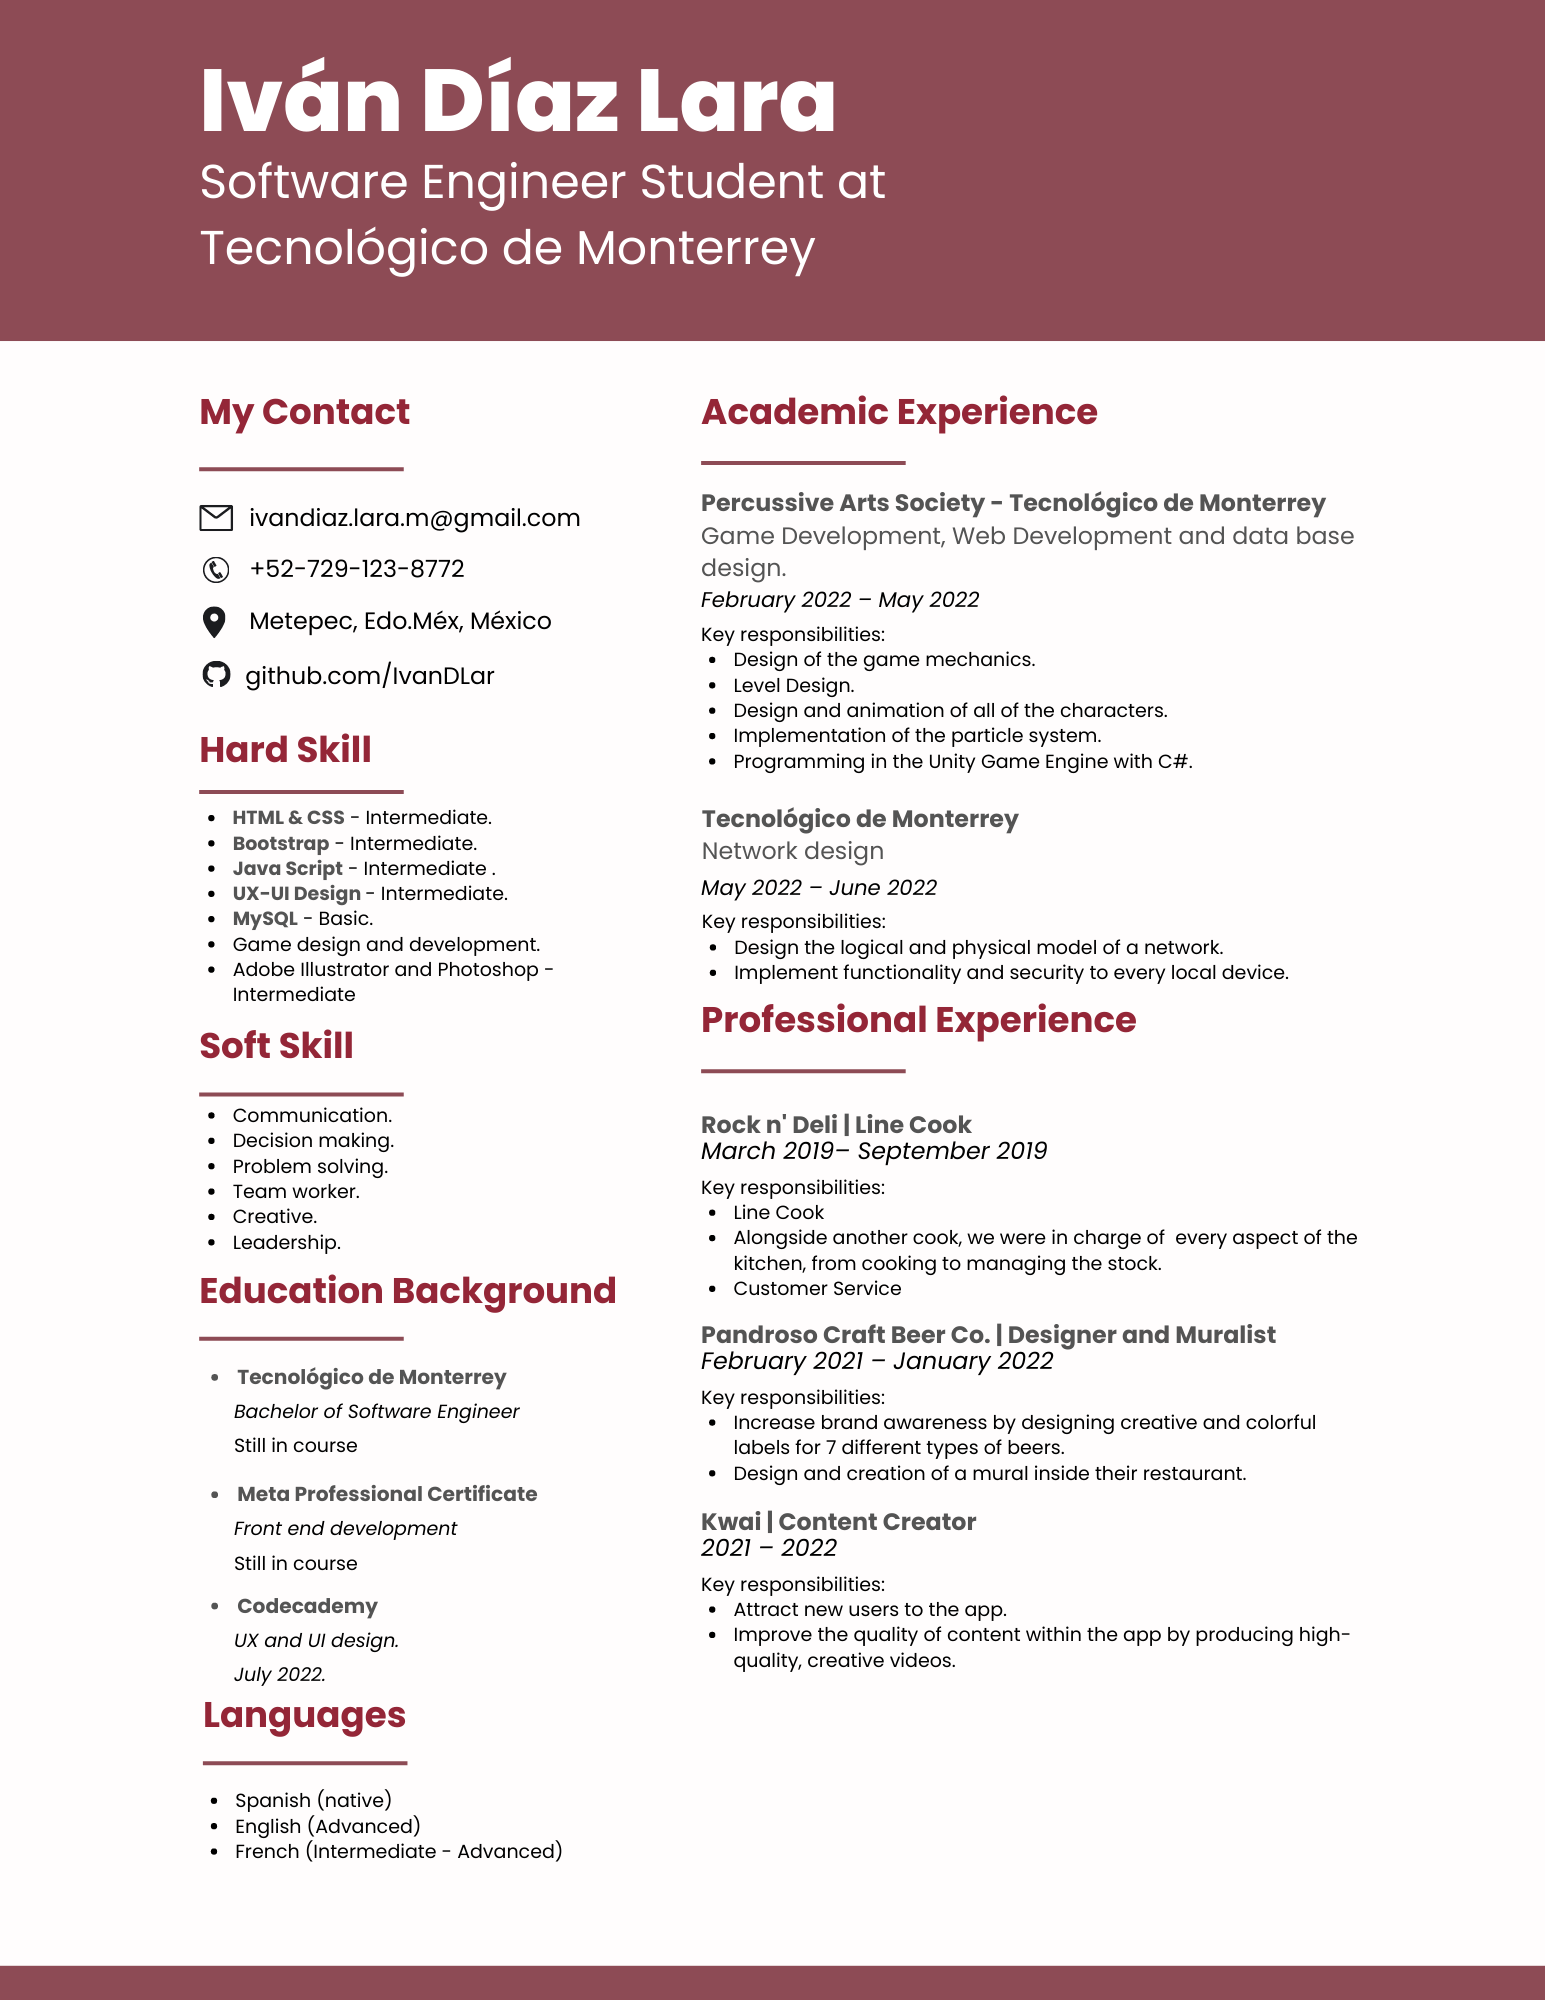 Iván Díaz Lara
Software Engineer Student at
Tecnológico de Monterrey
My Contact
ivandiaz.lara.m@gmail.com
+52-729-123-8772
Metepec, Edo.Méx, México
github.com/IvanDLar
Hard Skill
• HTML & CSS - Intermediate.
• Bootstrap - Intermediate.
• Java Script - Intermediate .
• UX-UI Design - Intermediate.
• MySQL - Basic.
• Game design and development.
• Adobe Illustrator and Photoshop -
Intermediate
Soft Skill
• Communication.
• Decision making.
• Problem solving.
• Team worker.
• Creative.
• Leadership.
Education Background
• Tecnológico de Monterrey
Bachelor of Software Engineer
Still in course
• Meta Professional Certificate
Front end development
Still in course
• Codecademy
UX and UI design.
July 2022.
Languages
• Spanish (native)
• English (Advanced)
• French (Intermediate - Advanced)
Academic Experience
Percussive Arts Society - Tecnológico de Monterrey
Game Development, Web Development and data base
design.
February 2022 – May 2022
Key responsibilities:
• Design of the game mechanics.
• Level Design.
• Design and animation of all of the characters.
• Implementation of the particle system.
• Programming in the Unity Game Engine with C#.
Tecnológico de Monterrey
Network design
May 2022 – June 2022
Key responsibilities:
• Design the logical and physical model of a network.
• Implement functionality and security to every local device.
Professional Experience
Rock n' Deli | Line Cook
March 2019– September 2019
Key responsibilities:
• Line Cook
• Alongside another cook, we were in charge of  every aspect of the
kitchen, from cooking to managing the stock.
• Customer Service
Pandroso Craft Beer Co. | Designer and Muralist
February 2021 – January 2022
Key responsibilities:
• Increase brand awareness by designing creative and colorful
labels for 7 different types of beers.
• Design and creation of a mural inside their restaurant.
Kwai | Content Creator
2021 – 2022
Key responsibilities:
• Attract new users to the app.
• Improve the quality of content within the app by producing high-
quality, creative videos.